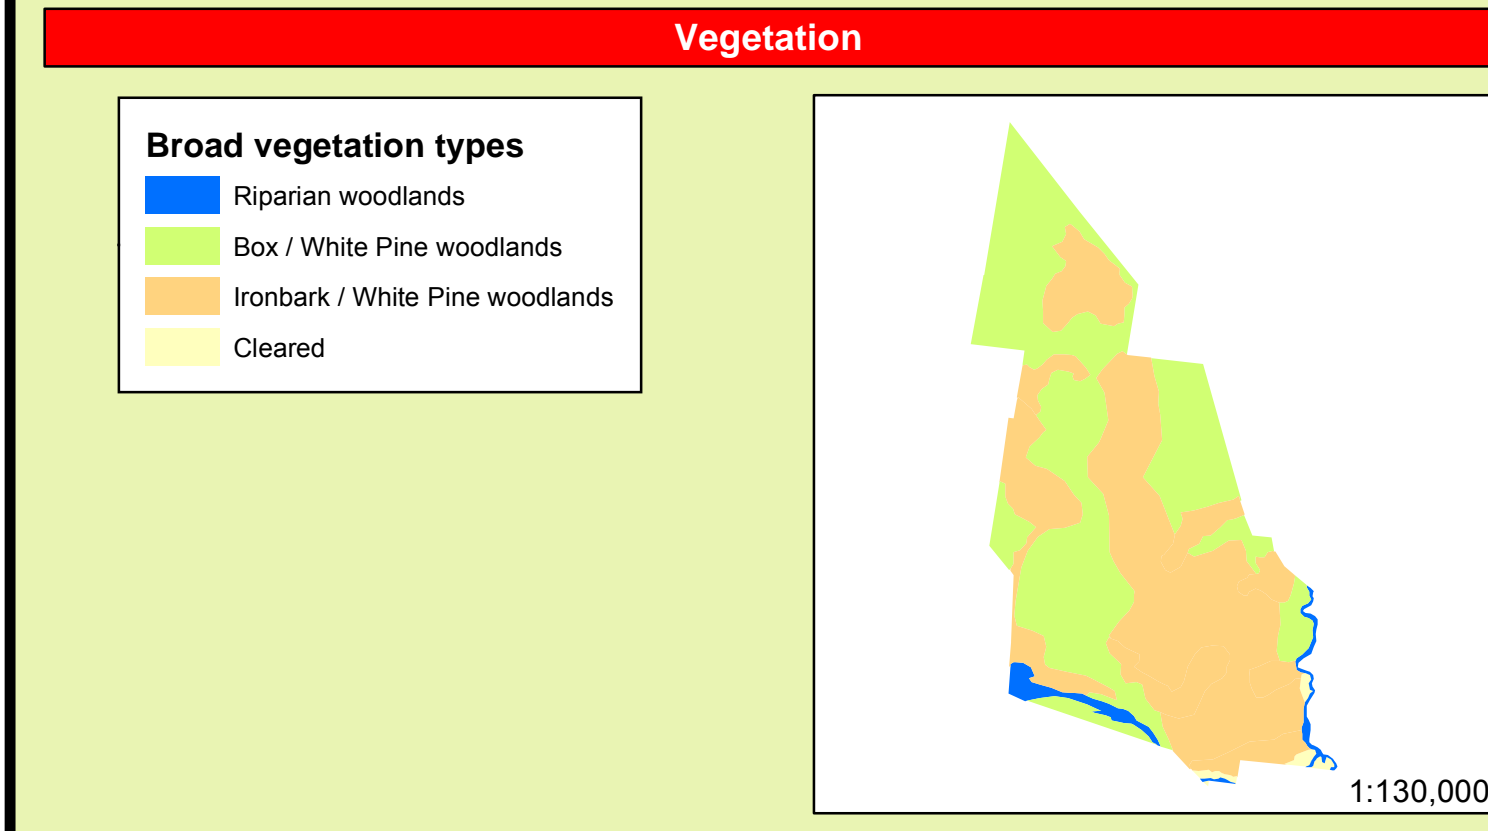 Vegetation
Broad vegetation types
Riparian woodlands
Box / White Pine woodlands
Ironbark / White Pine woodlands
Cleared
1:130,000